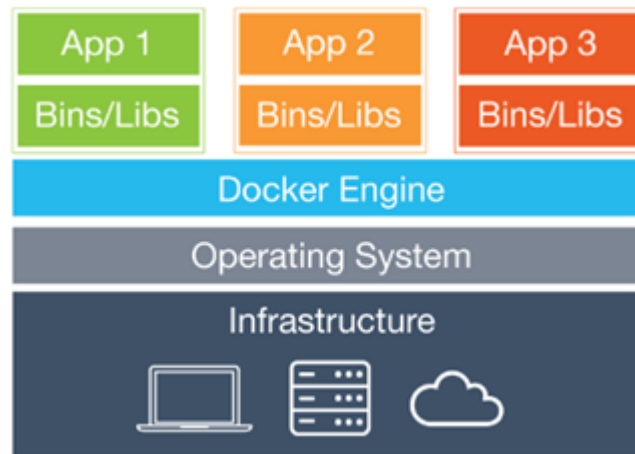 App 1
App 2
App 3
Bins/Libs
Bins/Libs
Bins/Libs
Docker Engine
Operating System
Infrastructure